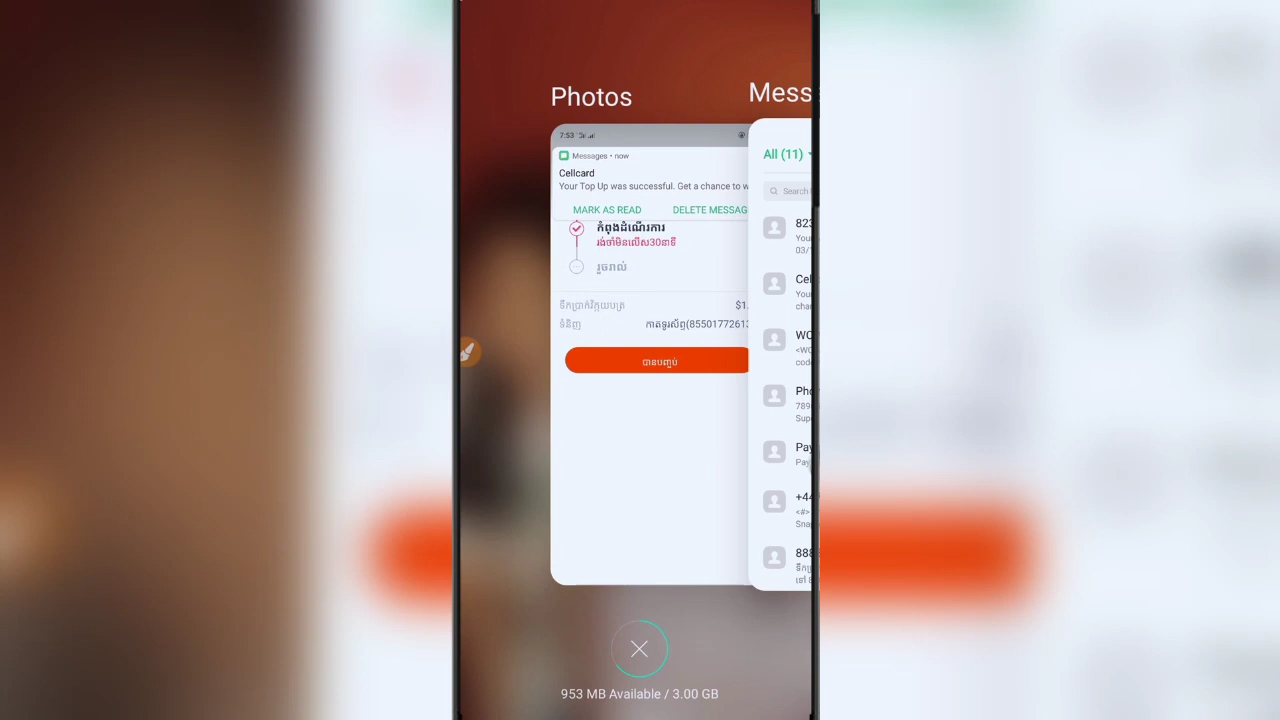 Photos
Mess
7:53
Messages • now
Cellcard
Your Top Up was successful. Get a chance to w
MARK AS READ
DELETE MESSAG
កំពុងដំណើរការ
រង់ចាំមិនលើស30នាទី
រួចរាល់
ទឹកប្រាក់វិក្កយបត្រ
$1.
ទំនិញ
កាតទូរស័ព្ទ(85501772613
បានបញ្ចប់
All (11)
Search
823
You
03/
Cell
You
chan
WO
<WO
code
Pho
789
Sup
Pay
Pay
+44
<#>
Sna
888
ទឹកប្រ
ទៅ
953 MB Available / 3.00 GB